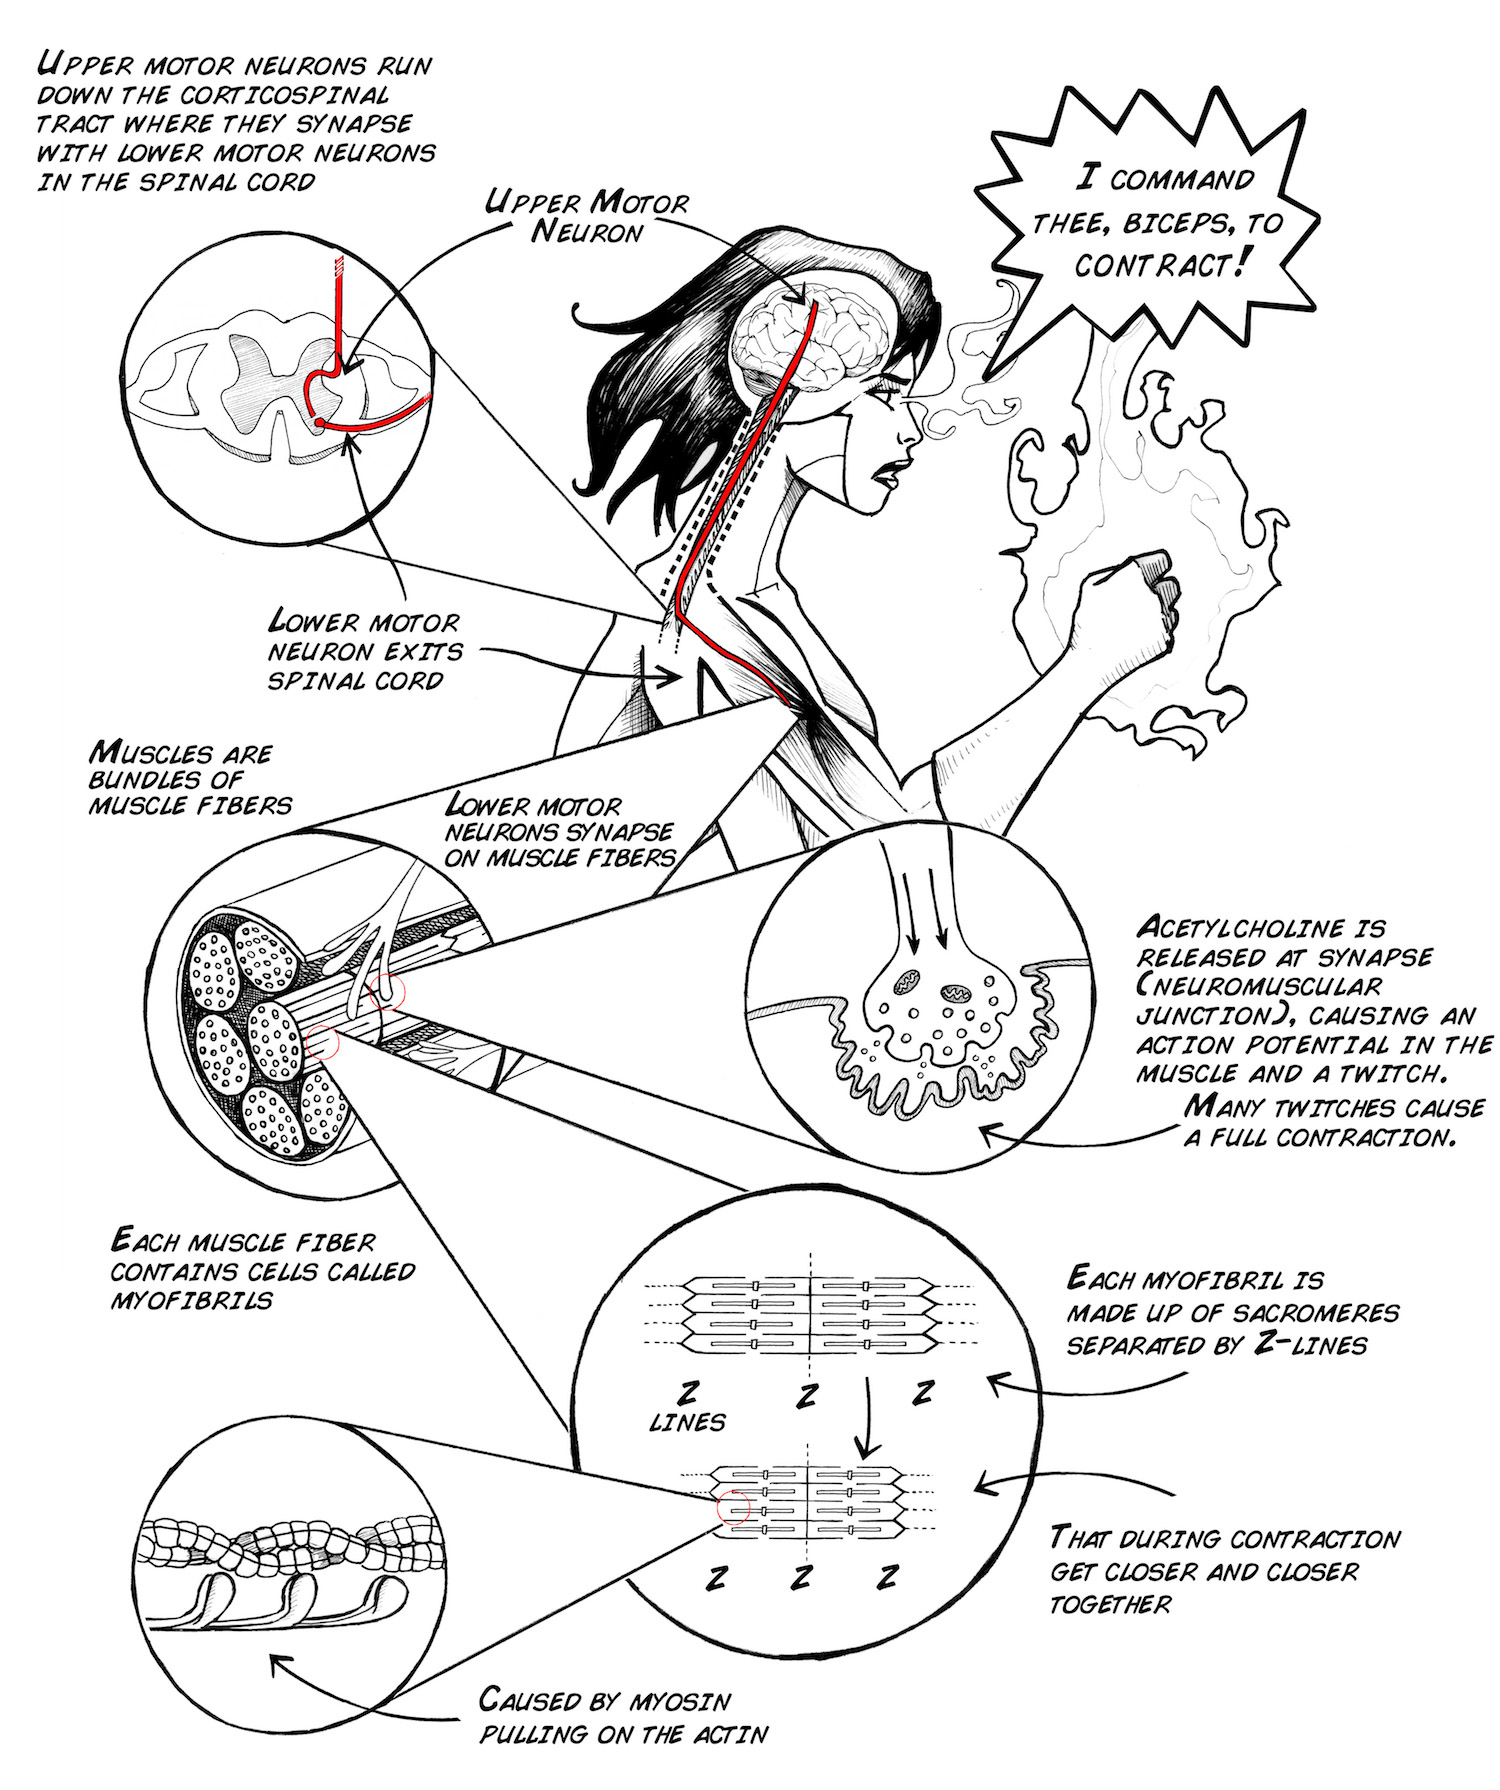 Upper motor neurons run
down the corticospinal
tract where they synapse
with lower motor neurons
in the spinal cord
Upper Motor
Neuron
I command
thee, biceps, to
contract!
Lower motor
neuron exits
spinal cord
Muscles are
bundles of
muscle fibers
Lower motor
neurons synapse
on muscle fibers
Acetylcholine is
released at synapse
(neuromuscular
junction), causing an
action potential in the
muscle and a twitch.
Many twitches cause
a full contraction.
Each muscle fiber
contains cells called
myofibrils
Each myofibril is
made up of sacromeres
separated by Z-lines
Z Z Z
lines
Z Z Z
That during contraction
get closer and closer
together
Caused by myosin
pulling on the actin